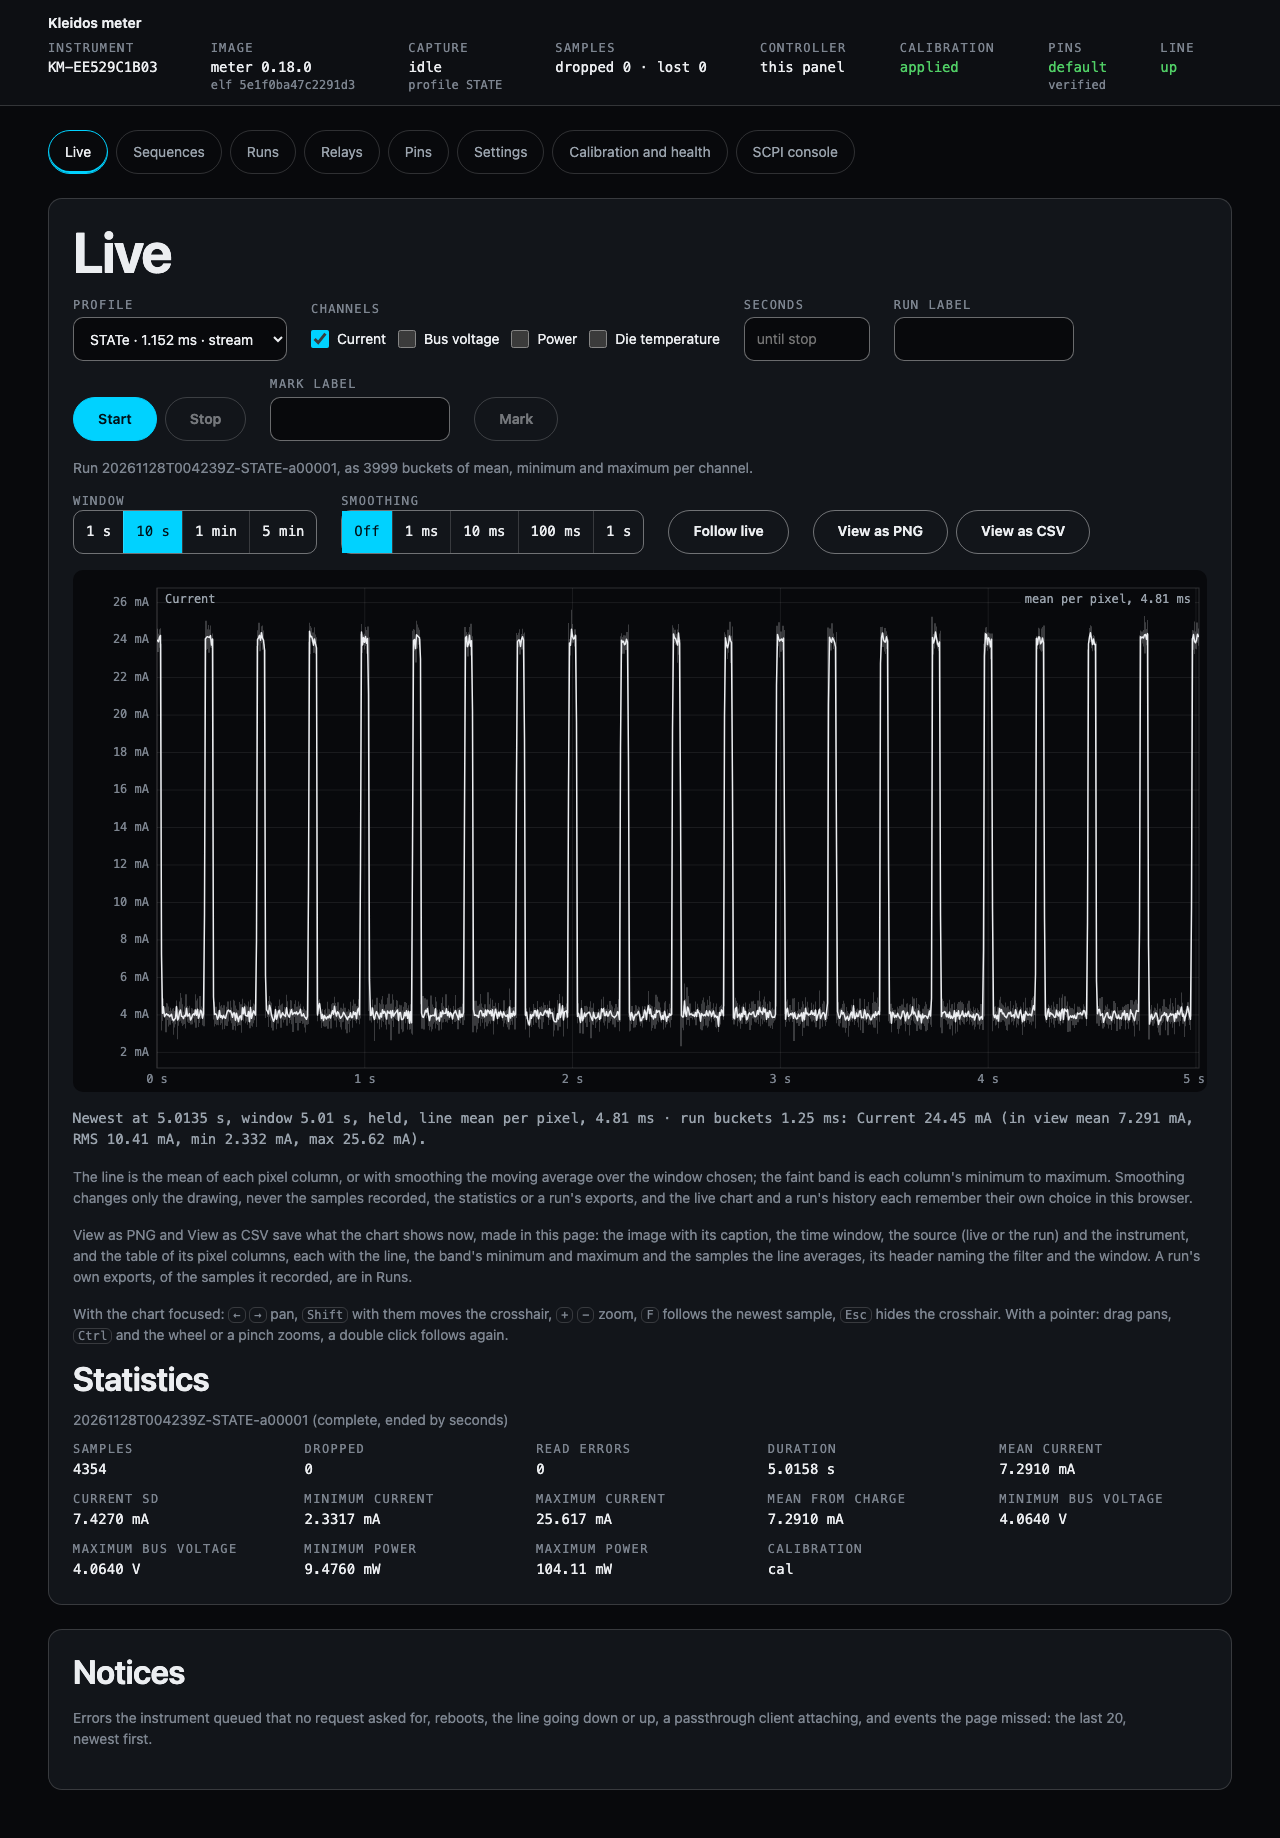 Kleidos meter
INSTRUMENT
KM-EE529C1B03
IMAGE
meter 0.18.0
elf 5e1f0ba47c2291d3
CAPTURE
idle
profile STATE
SAMPLES
dropped 0 · lost 0
CONTROLLER
this panel
CALIBRATION
applied
PINS
default
verified
LINE
up
Live
Sequences
Runs
Relays
Pins
Settings
Calibration and health
SCPI console
Live
PROFILE
STATe · 1.152 ms · stream
CHANNELS
Current
Bus voltage
Power
Die temperature
SECONDS
until stop
RUN LABEL
Start
Stop
MARK LABEL
Mark
Run 20261128T004239Z-STATE-a00001, as 3999 buckets of mean, minimum and maximum per channel.
WINDOW
1 s
10 s
1 min
5 min
SMOOTHING
Off
1 ms
10 ms
100 ms
1 s
Follow live
View as PNG
View as CSV
Current
mean per pixel, 4.81 ms
26 mA
24 mA
22 mA
20 mA
18 mA
16 mA
14 mA
12 mA
10 mA
8 mA
6 mA
4 mA
2 mA
0 s
1 s
2 s
3 s
4 s
5 s
Newest at 5.0135 s, window 5.01 s, held, line mean per pixel, 4.81 ms · run buckets 1.25 ms: Current 24.45 mA (in view mean 7.291 mA,
RMS 10.41 mA, min 2.332 mA, max 25.62 mA).
The line is the mean of each pixel column, or with smoothing the moving average over the window chosen; the faint band is each column's minimum to maximum. Smoothing
changes only the drawing, never the samples recorded, the statistics or a run's exports, and the live chart and a run's history each remember their own choice in this browser.
View as PNG and View as CSV save what the chart shows now, made in this page: the image with its caption, the time window, the source (live or the run) and the instrument,
and the table of its pixel columns, each with the line, the band's minimum and maximum and the samples the line averages, its header naming the filter and the window. A run's
own exports, of the samples it recorded, are in Runs.
With the chart focused: ← → pan, Shift with them moves the crosshair, + − zoom, F follows the newest sample, Esc hides the crosshair. With a pointer: drag pans,
Ctrl and the wheel or a pinch zooms, a double click follows again.
Statistics
20261128T004239Z-STATE-a00001 (complete, ended by seconds)
SAMPLES
4354
DROPPED
0
READ ERRORS
0
DURATION
5.0158 s
MEAN CURRENT
7.2910 mA
CURRENT SD
7.4270 mA
MINIMUM CURRENT
2.3317 mA
MAXIMUM CURRENT
25.617 mA
MEAN FROM CHARGE
7.2910 mA
MINIMUM BUS VOLTAGE
4.0640 V
MAXIMUM BUS VOLTAGE
4.0640 V
MINIMUM POWER
9.4760 mW
MAXIMUM POWER
104.11 mW
CALIBRATION
cal
Notices
Errors the instrument queued that no request asked for, reboots, the line going down or up, a passthrough client attaching, and events the page missed: the last 20,
newest first.